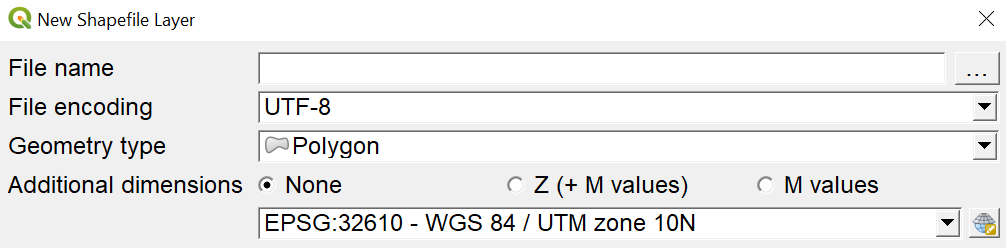 New Shapefile Layer
File name ...
File encoding UTF-8
Geometry type Polygon
Additional dimensions None Z (+ M values) M values
EPSG:32610 - WGS 84 / UTM zone 10N